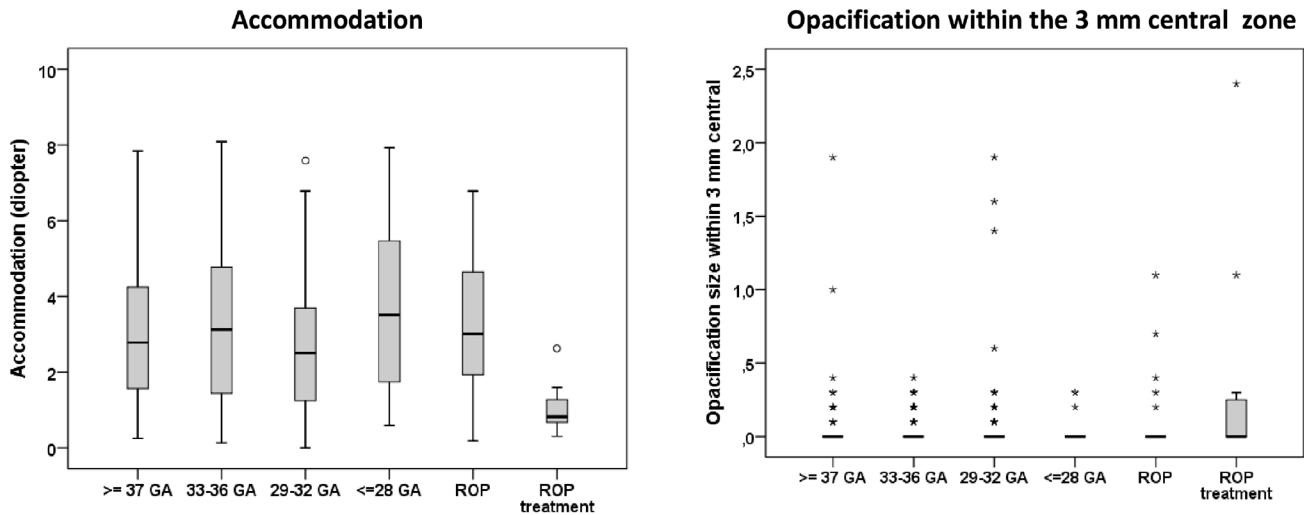 Accommodation
Accommodation (diopter)
10
8
6
4
2
0
>= 37 GA 33-36 GA 29-32 GA <=28 GA ROP ROP
treatment
Opacification within the 3 mm central zone
Opacification size within 3 mm central
2,5
2,0
1,5
1,0
,5
,0
>= 37 GA 33-36 GA 29-32 GA <=28 GA ROP ROP
treatment